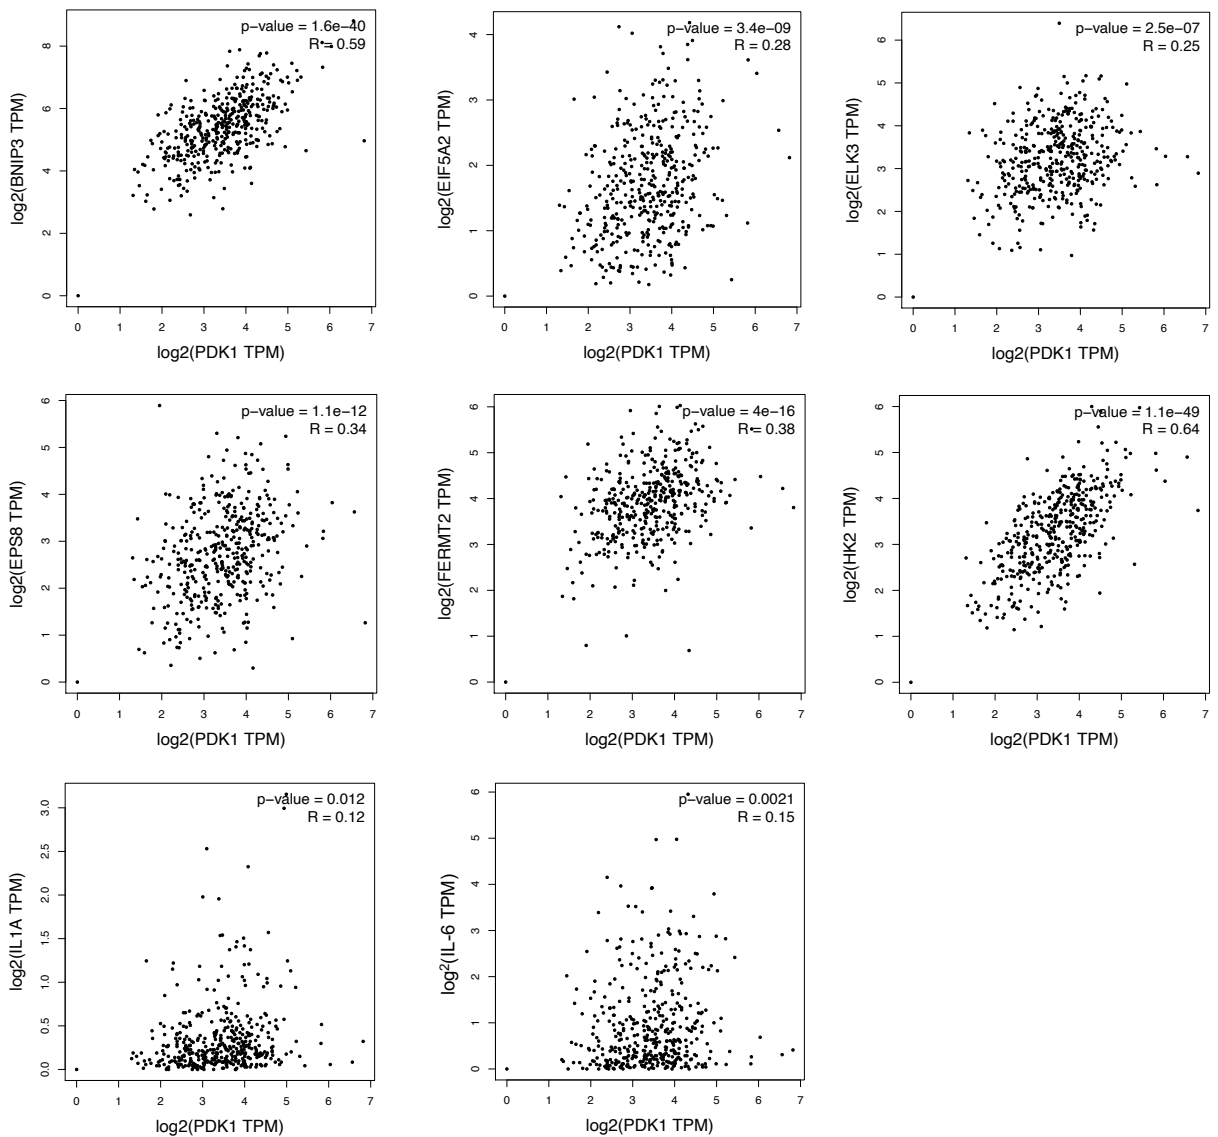 p−value = 1.6e−40
R = 0.59
log2(BNIP3 TPM)
0 2 4 6 8
0 1 2 3 4 5 6 7
log2(PDK1 TPM)
p−value = 3.4e−09
R = 0.28
log2(EIF5A2 TPM)
0 1 2 3 4
0 1 2 3 4 5 6 7
log2(PDK1 TPM)
p−value = 2.5e−07
R = 0.25
log2(ELK3 TPM)
0 1 2 3 4 5 6
0 1 2 3 4 5 6 7
log2(PDK1 TPM)
p−value = 1.1e−12
R = 0.34
log2(EPS8 TPM)
0 1 2 3 4 5 6
0 1 2 3 4 5 6 7
log2(PDK1 TPM)
p−value = 4e−16
R = 0.38
log2(FERMT2 TPM)
0 1 2 3 4 5 6
0 1 2 3 4 5 6 7
log2(PDK1 TPM)
p−value = 1.1e−49
R = 0.64
log2(HK2 TPM)
0 1 2 3 4 5 6
0 1 2 3 4 5 6 7
log2(PDK1 TPM)
p−value = 0.012
R = 0.12
log2(IL1A TPM)
0.0 0.5 1.0 1.5 2.0 2.5 3.0
0 1 2 3 4 5 6 7
log2(PDK1 TPM)
p−value = 0.0021
R = 0.15
log²(IL-6 TPM)
0 1 2 3 4 5 6
0 1 2 3 4 5 6 7
log2(PDK1 TPM)